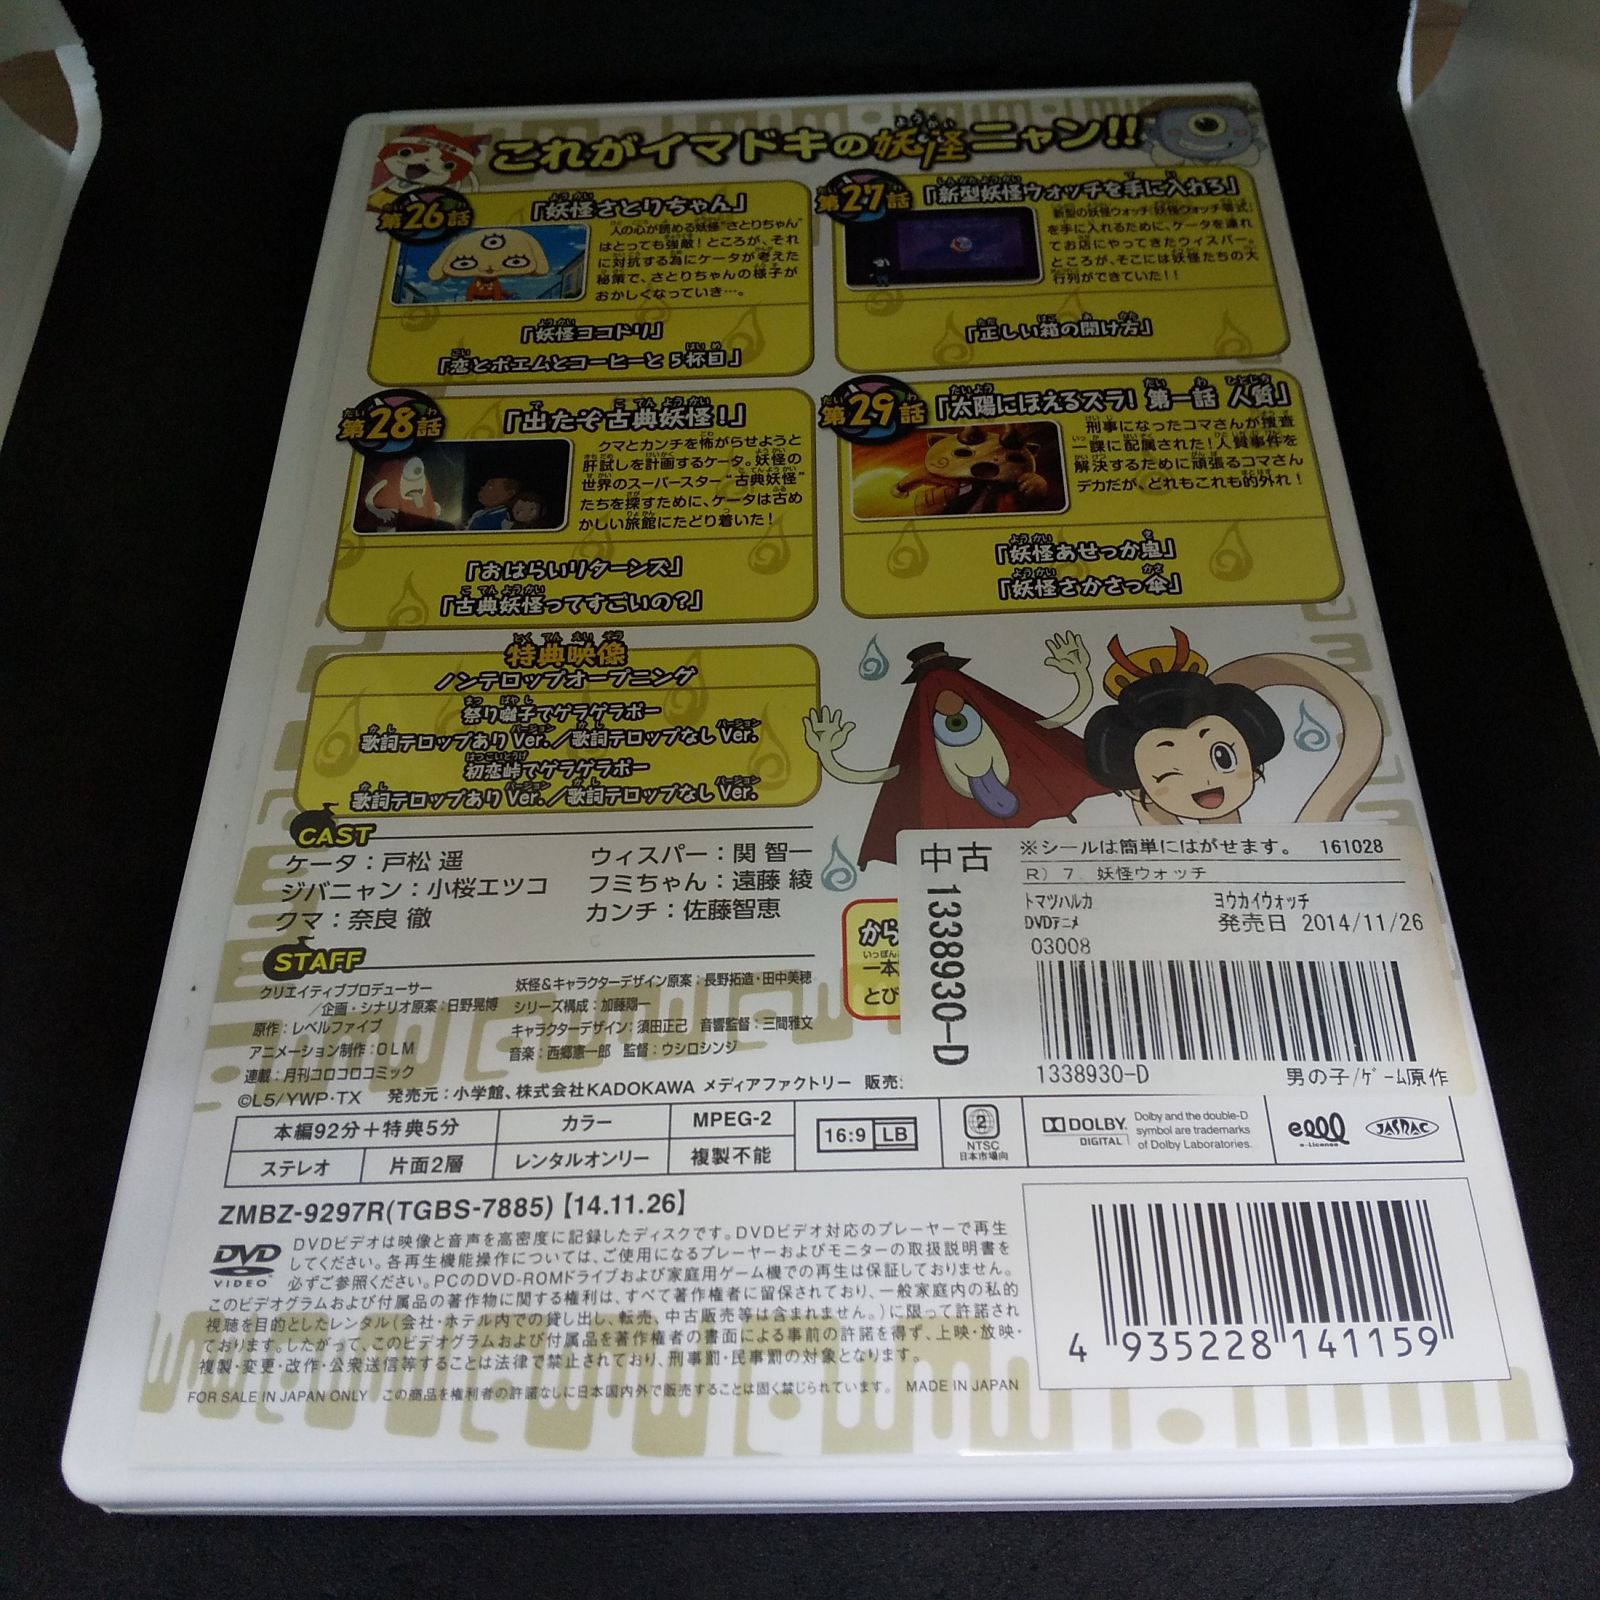 これがイマドキの妖怪ニャン!!
第26話
「妖怪さとりちゃん」
人の心が読める妖怪“さとりちゃん”
はとっても強敵！ところが、それ
に対抗する為にケータが考えた
秘策で、さとりちゃんの様子が
おかしくなっていき…。
「妖怪ヨコドリ」
「恋とポエムとコーヒーと 5杯目」
第27話
「新型妖怪ウォッチを手に入れろ」
新型の妖怪ウォッチ「妖怪ウォッチ零式」
を手に入れるために、ケータを連れ
てお店にやってきたウィスパー。
ところが、そこには妖怪たちの大
行列ができていた！！
「正しい箱の開け方」
第28話
「出たぞ古典妖怪！」
クマとカンチを怖がらせようと
肝試しを計画するケータ。妖怪の
世界のスーパースター“古典妖怪”
たちを探すために、ケータは古め
かしい旅館にたどり着いた！
「おはらいリターンズ」
「古典妖怪ってすごいの？」
第29話
「太陽にほえるズラ！ 第一話 人質」
刑事になったコマさんが捜査
一課に配属された！人質事件を
解決するために頑張るコマさん
デカだが、どれもこれも的外れ！
「妖怪あせっか鬼」
「妖怪さかさっ傘」
特典映像
ノンテロップオープニング
祭り囃子でゲラゲラポー
歌詞テロップあり Ver.／歌詞テロップなし Ver.
初恋峠でゲラゲラポー
歌詞テロップあり Ver.／歌詞テロップなし Ver.
CAST
ケータ：戸松 遥 ウィスパー：関 智一
ジバニャン：小桜エツコ フミちゃん：遠藤 綾
クマ：奈良 徹 カンチ：佐藤智恵
STAFF
クリエイティブプロデューサー
／企画・シナリオ原案：日野晃博
原作：レベルファイブ
アニメーション制作：OLM
連載：月刊コロコロコミック
妖怪＆キャラクターデザイン原案：長野拓造・田中美穂
シリーズ構成：加藤陽一
キャラクターデザイン：須田正己 音響監督：三間雅文
音楽：西郷憲一郎 監督：ウシロシンジ
©L5/YWP・TX 発売元：小学館、株式会社KADOKAWA メディアファクトリー 販売:
から
一本
とび
中古
1338930-D
※シールは簡単にはがせます。 161028
R）7 妖怪ウォッチ
トマツハルカ ヨウカイウォッチ
DVDアニメ 発売日 2014/11/26
03008
1338930-D 男の子/ゲーム原作
本編92分＋特典5分 カラー MPEG-2
ステレオ 片面2層 レンタルオンリー 複製不能
16:9 LB
2
NTSC
日本市場向
DOLBY
DIGITAL
Dolby and the double-D
symbol are trademarks
of Dolby Laboratories.
e-License
JASRAC
ZMBZ-9297R(TGBS-7885)【14.11.26】
DVD
VIDEO
DVDビデオは映像と音声を高密度に記録したディスクです。DVDビデオ対応のプレーヤーで再生
してください。各再生機能操作については、ご使用になるプレーヤーおよびモニターの取扱説明書を
必ずご参照ください。PCのDVD-ROMドライブおよび家庭用ゲーム機での再生は保証しておりません。
このビデオグラムおよび付属品の著作物に関する権利は、すべて著作権者に留保されており、一般家庭内の私的
視聴を目的としたレンタル（会社・ホテル内での貸し出し、転売、中古販売等は含まれません。）に限って許諾され
ております。したがって、このビデオグラムおよび付属品を著作権者の書面による事前の許諾を得ず、上映・放映・
複製・変更・改作・公衆送信等することは法律で禁止されており、刑事罰・民事罰の対象となります。
FOR SALE IN JAPAN ONLY この商品を権利者の許諾なしに日本国内外で販売することは固く禁じられています。 MADE IN JAPAN
4 935228 141159